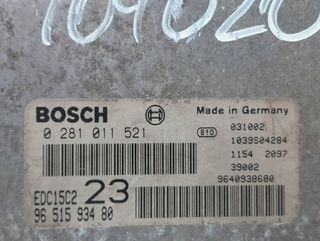 104020
BOSCH
Made in Germany
0 281 011 521
810
031002
1039S04284
1154 2097
39002
9640938680
EDC15C2 23
96 515 934 80